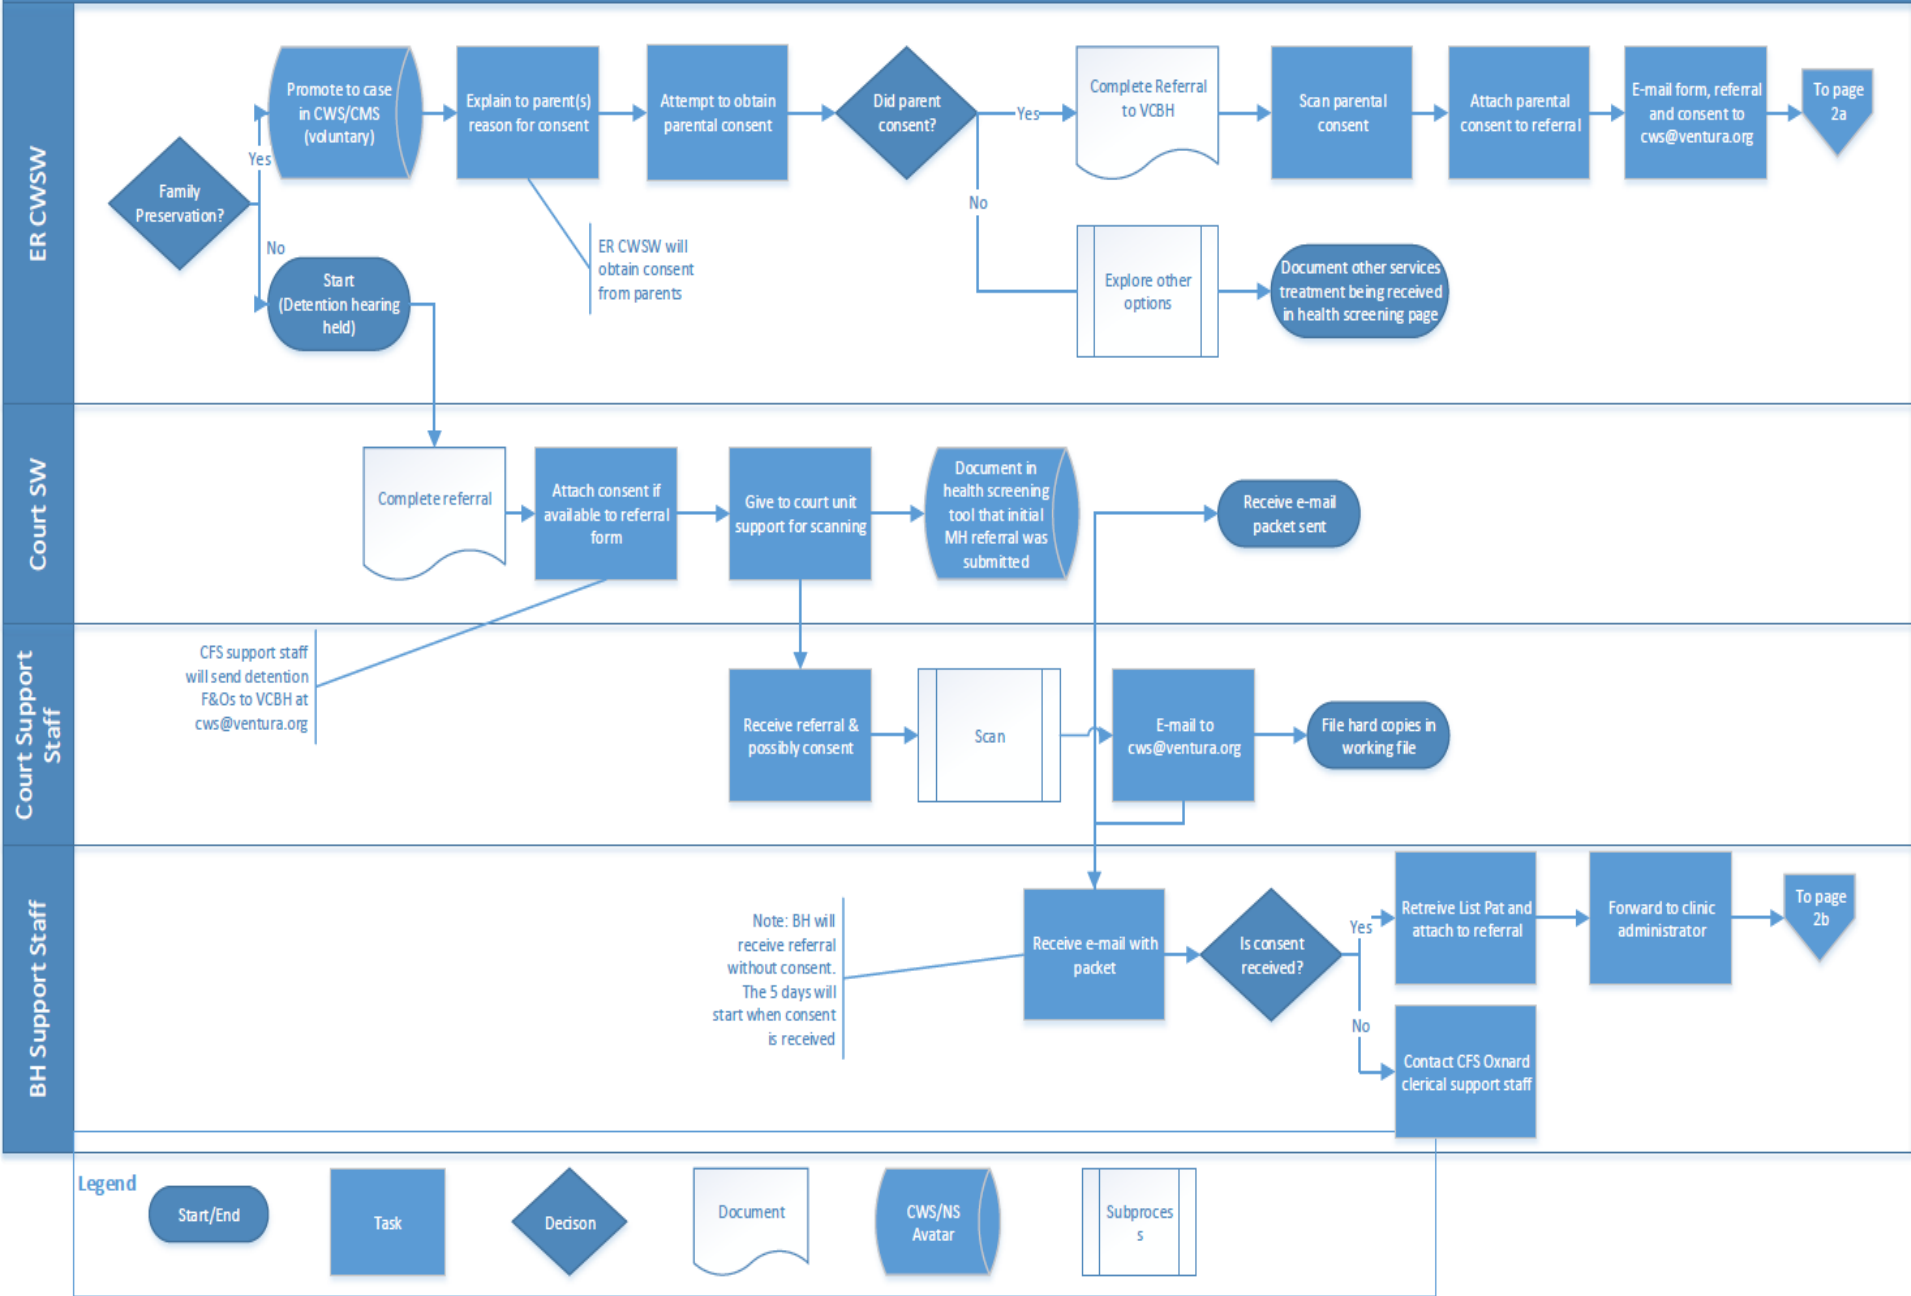 ER CWSW
Family
Preservation?
Yes
No
Promote to case
in CWS/CMS
(voluntary)
Explain to parent(s)
reason for consent
Attempt to obtain
parental consent
Did parent
consent?
Yes
No
Complete Referral
to VCBH
Scan parental
consent
Attach parental
consent to referral
E-mail form, referral
and consent to
cws@ventura.org
To page
2a
Start
(Detention hearing
held)
ER CWSW will
obtain consent
from parents
Explore other
options
Document other services
treatment being received
in health screening page
Court SW
Complete referral
Attach consent if
available to referral
form
Give to court unit
support for scanning
Document in
health screening
tool that initial
MH referral was
submitted
Receive e-mail
packet sent
Court Support
Staff
CFS support staff
will send detention
F&Os to VCBH at
cws@ventura.org
Receive referral &
possibly consent
Scan
E-mail to
cws@ventura.org
File hard copies in
working file
BH Support Staff
Note: BH will
receive referral
without consent.
The 5 days will
start when consent
is received
Receive e-mail with
packet
Is consent
received?
Yes
No
Retreive List Pat and
attach to referral
Forward to clinic
administrator
To page
2b
Contact CFS Oxnard
clerical support staff
Legend
Start/End
Task
Decison
Document
CWS/NS
Avatar
Subproces
s